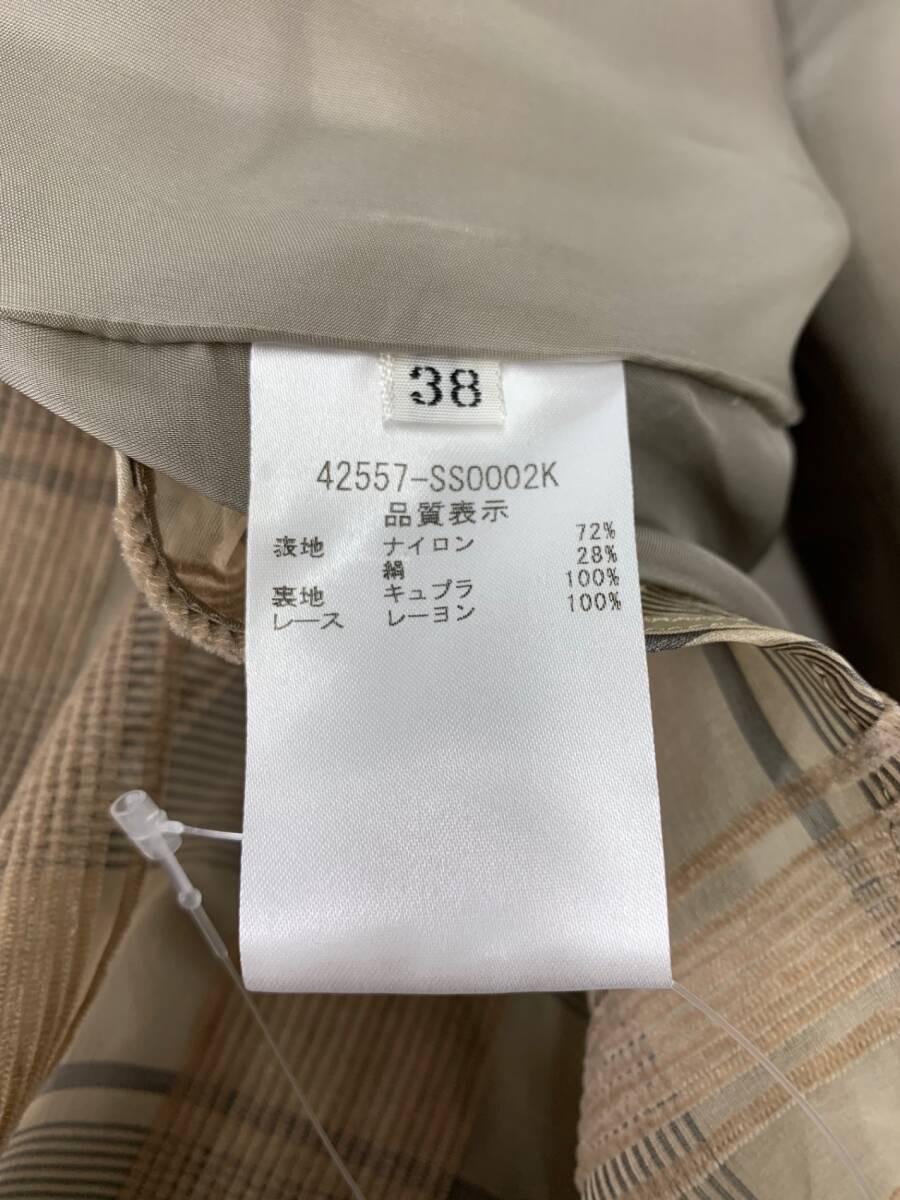 38
42557-SS0002K
品質表示
表地 ナイロン 72%
絹 28%
裏地 キュプラ 100%
レース レーヨン 100%